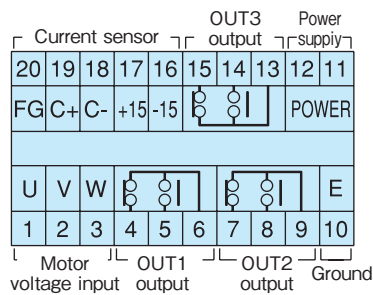 OUT3 Power
Current sensor output suppiy
20 19 18 17 16 15 14 13 12 11
FG C+ C- +15 -15 POWER
U V W E
1 2 3 4 5 6 7 8 9 10
Motor OUT1 OUT2 Ground
voltage input output output